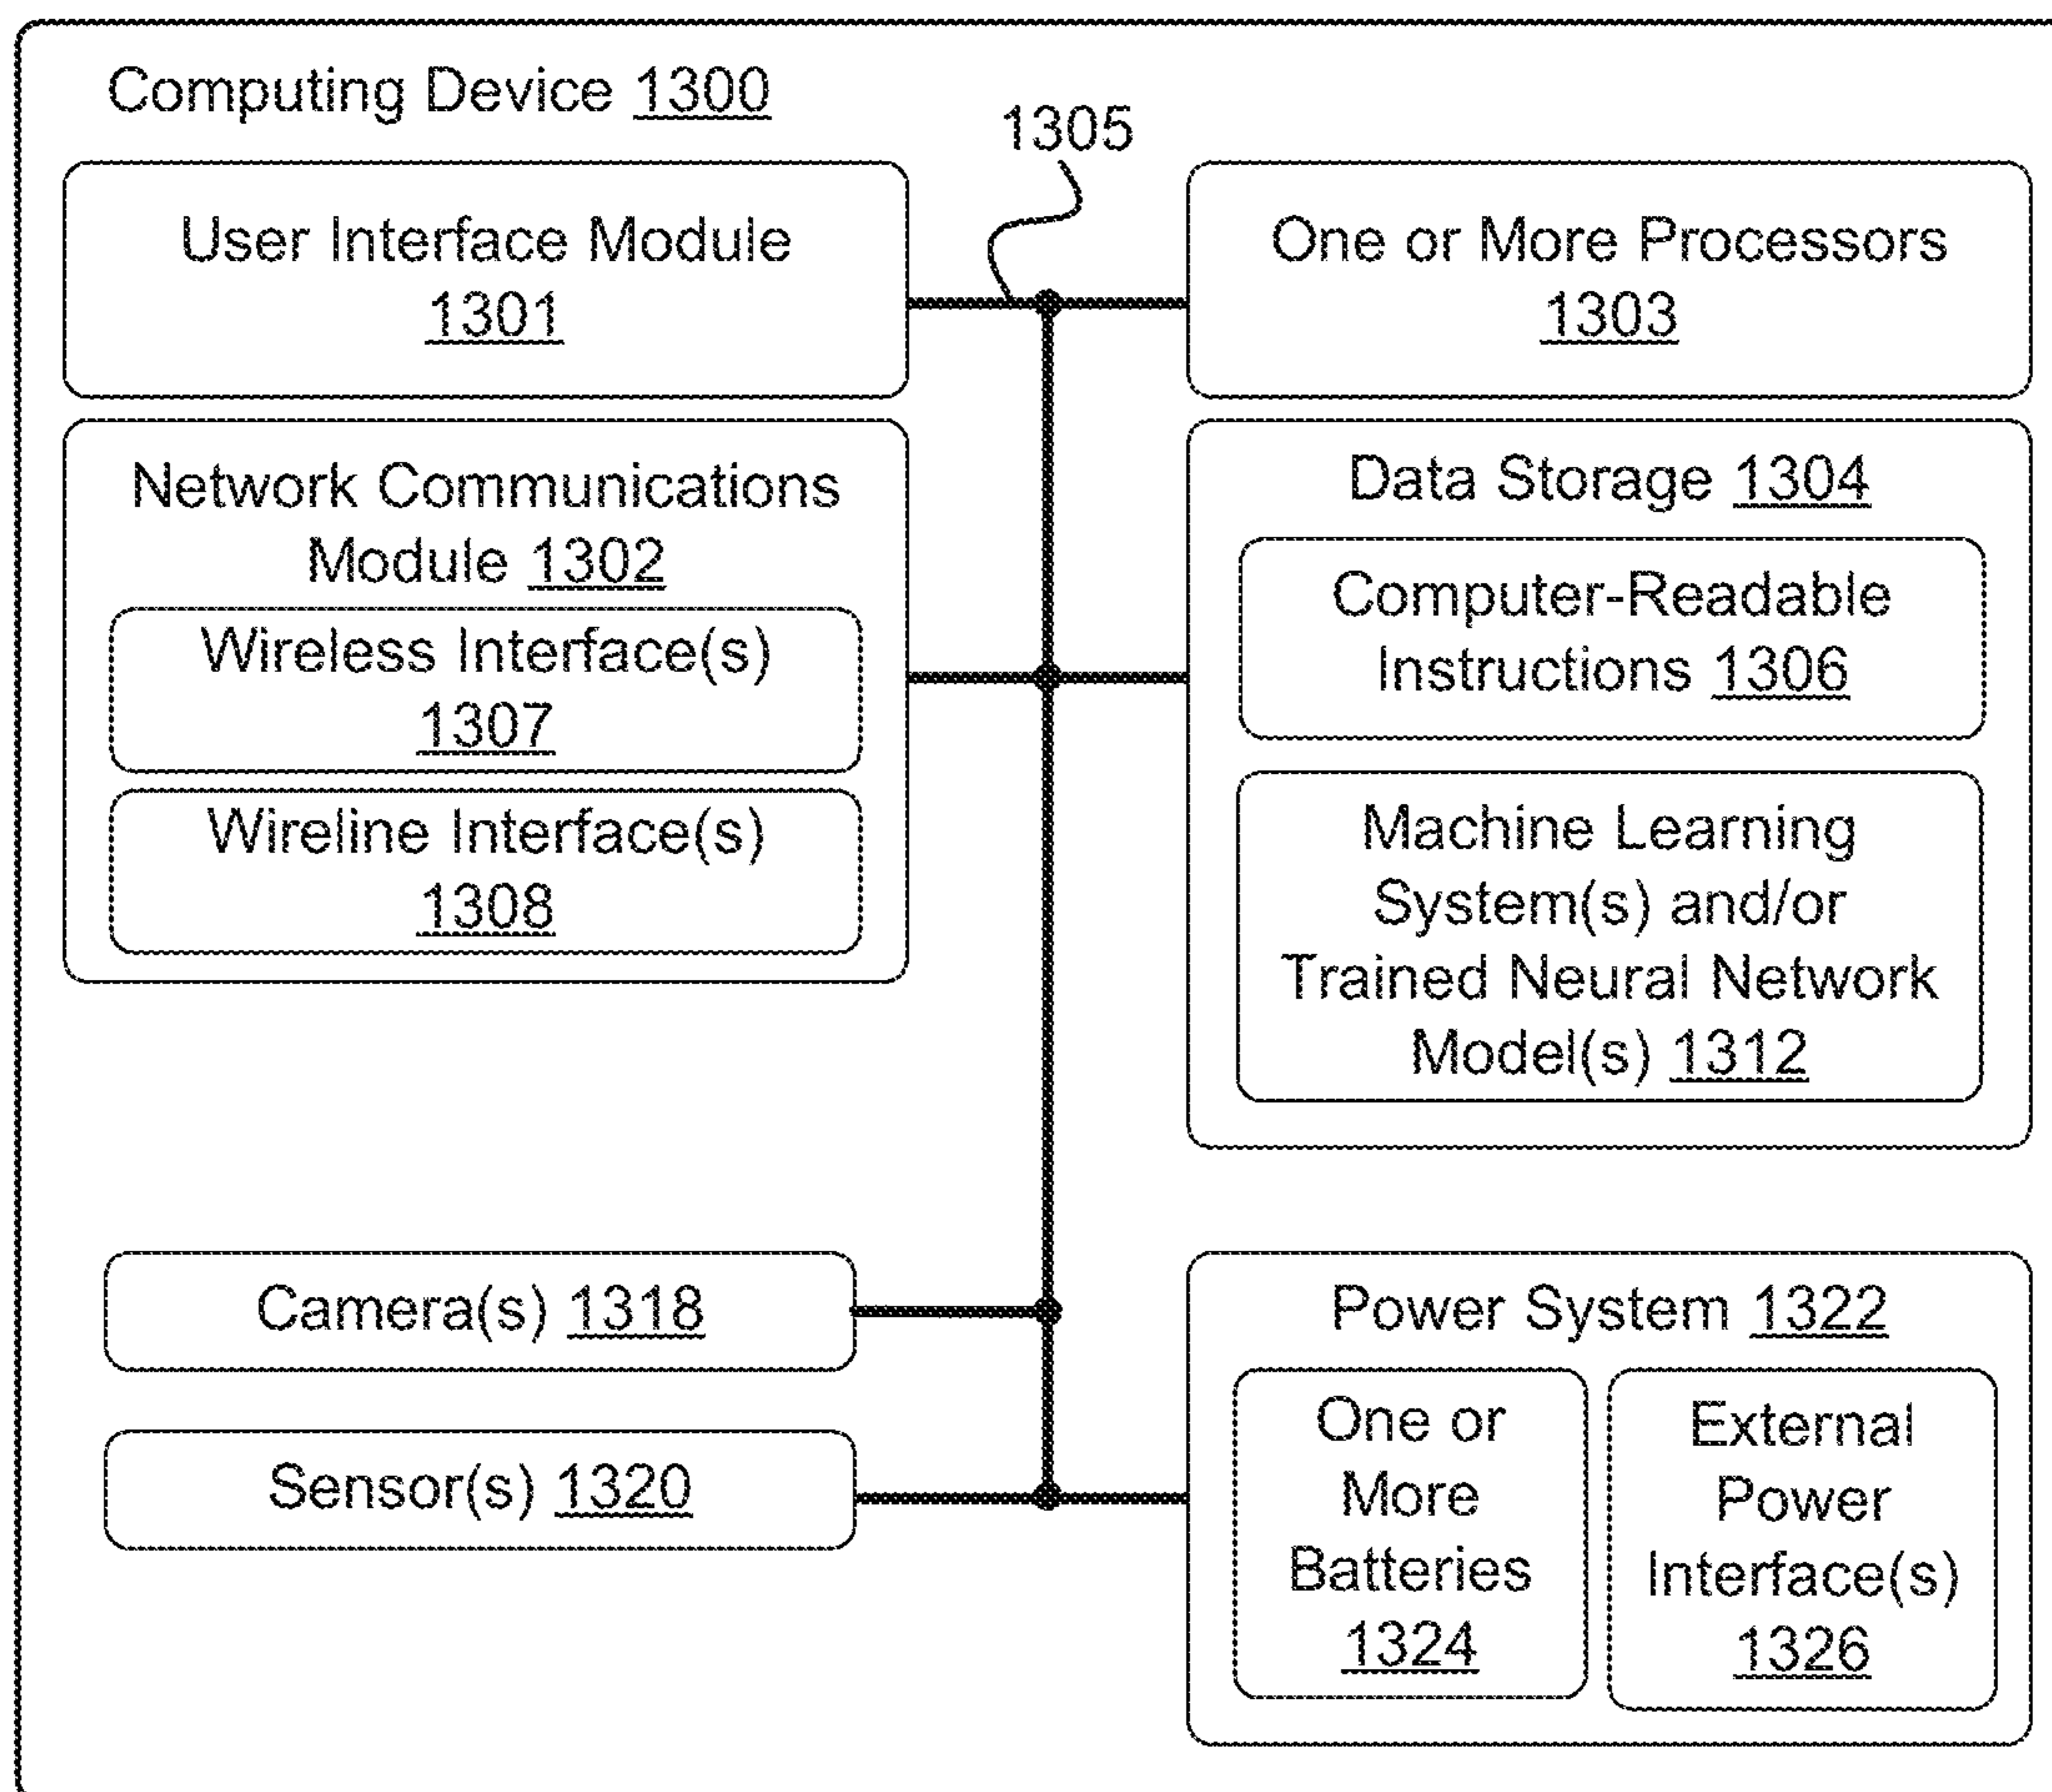 Computing Device 1300
1305
User Interface Module
1301
One or More Processors
1303
Network Communications
Module 1302
Wireless Interface(s)
1307
Wireline Interface(s)
1308
Data Storage 1304
Computer-Readable
Instructions 1306
Machine Learning
System(s) and/or
Trained Neural Network
Model(s) 1312
Camera(s) 1318
Sensor(s) 1320
Power System 1322
One or
More
Batteries
1324
External
Power
Interface(s)
1326